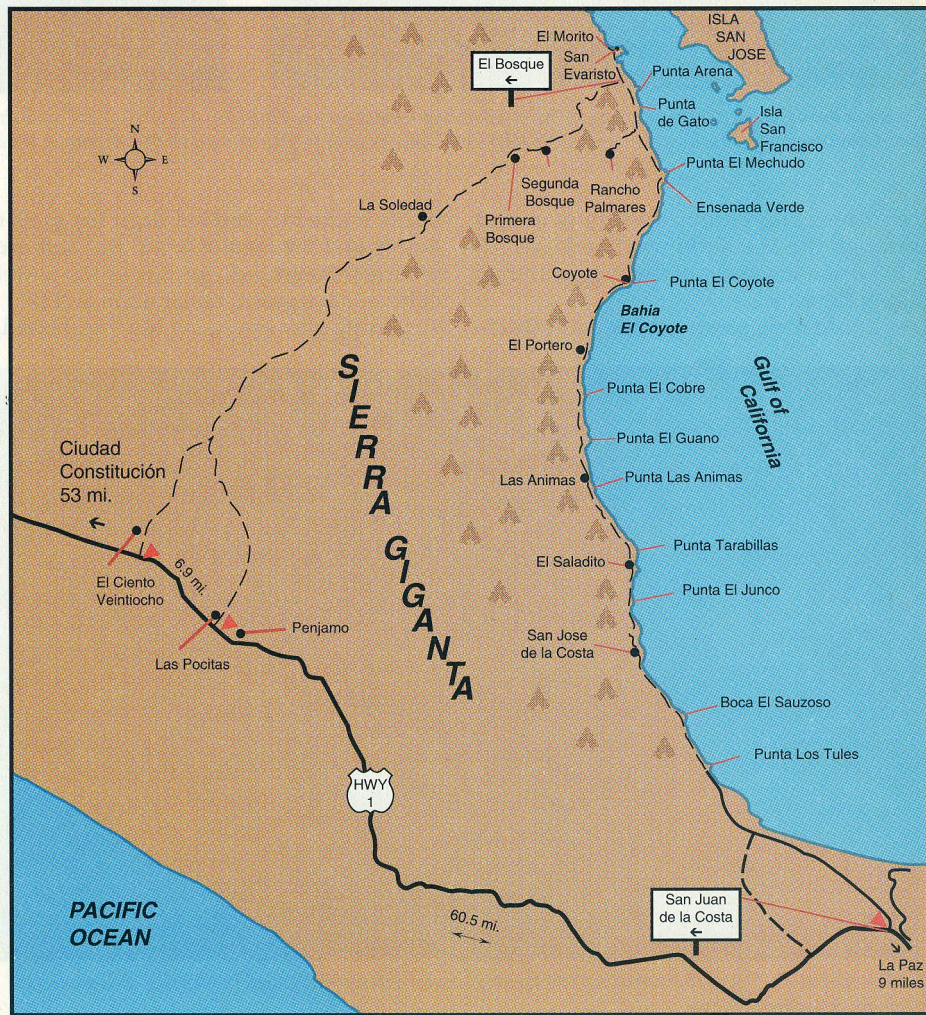 ISLA
SAN
JOSE
El Morito
San
Evaristo
El Bosque
←
Punta Arena
Punta
de Gato
Isla
San
Francisco
Punta El Mechudo
N
W E
S
Segunda
Bosque
Rancho
Palmares
Ensenada Verde
La Soledad
Primera
Bosque
Coyote
Punta El Coyote
Bahia
El Coyote
El Portero
SIERRA GIGANTA
Gulf of
California
Punta El Cobre
Punta El Guano
Ciudad
Constitución
53 mi.
←
Las Animas
Punta Las Animas
Punta Tarabillas
El Saladito
6.9 mi.
El Ciento
Veintiocho
Punta El Junco
Penjamo
San Jose
de la Costa
Las Pocitas
Boca El Sauzoso
Punta Los Tules
HWY
1
San Juan
de la Costa
←
PACIFIC
OCEAN
60.5 mi.
La Paz
9 miles